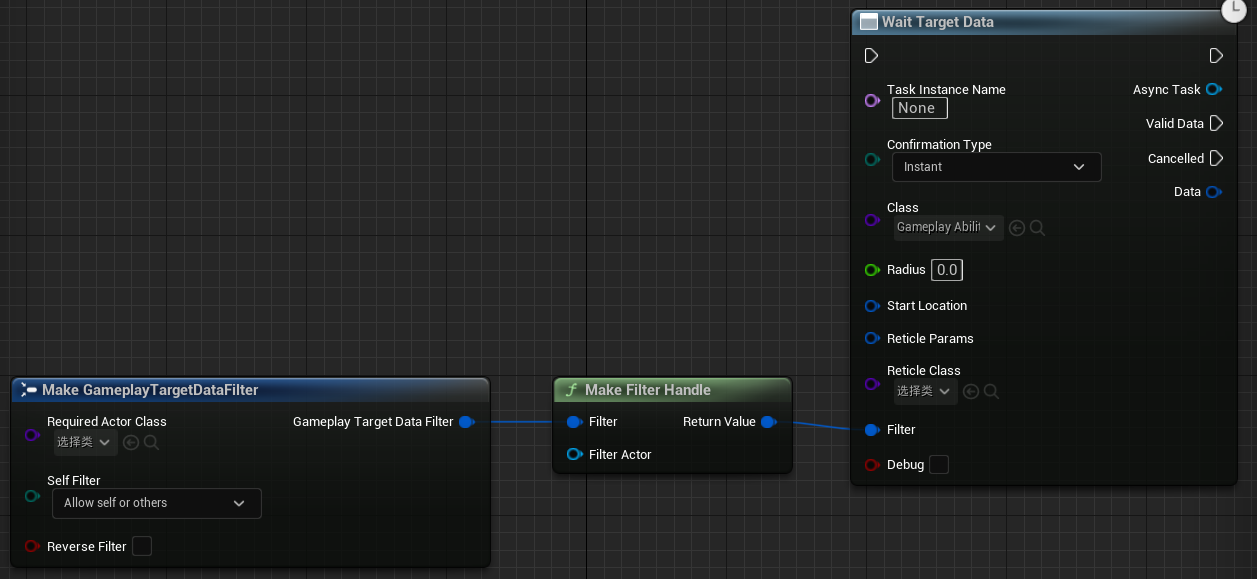 Wait Target Data
Task Instance Name
None
Async Task
Valid Data
Confirmation Type
Instant
Cancelled
Data
Class
Gameplay Abilit
Radius 0.0
Start Location
Reticle Params
Reticle Class
选择类
Filter
Debug
Make GameplayTargetDataFilter
Required Actor Class
选择类
Gameplay Target Data Filter
Self Filter
Allow self or others
Reverse Filter
Make Filter Handle
Filter
Return Value
Filter Actor